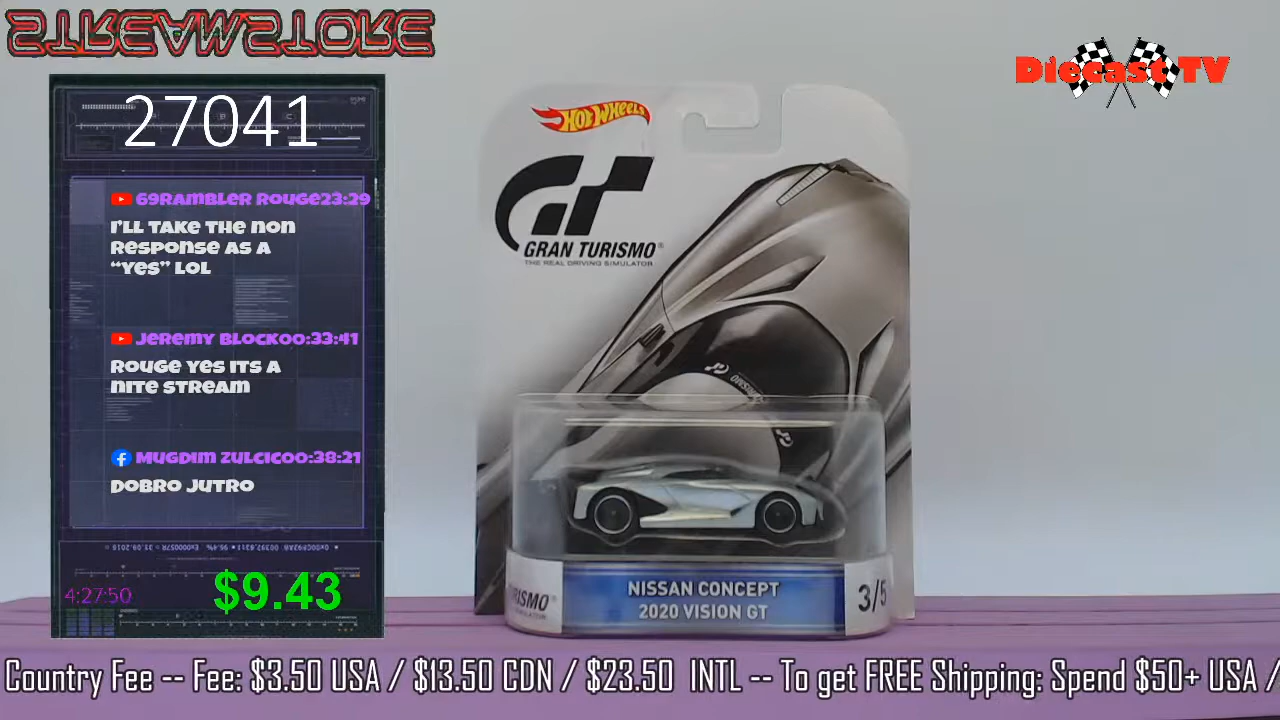 STREAMSTORE
Diecast TV
27041
69Rambler Rouge23:29
I'll take the non
response as a
“yes” lol
Jeremy Block00:33:41
Rouge yes its a
nite stream
Mugdim Zulcic00:38:21
Dobro jutro
4:27:50
$9.43
HOT WHEELS
GRAN TURISMO®
THE REAL DRIVING SIMULATOR
NISSAN CONCEPT
2020 VISION GT
3/5
Country Fee -- Fee: $3.50 USA / $13.50 CDN / $23.50 INTL -- To get FREE Shipping: Spend $50+ USA /